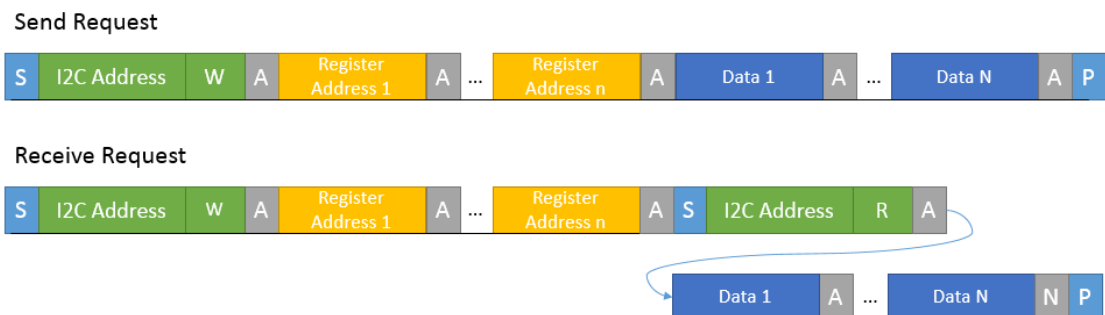 Send Request
S I2C Address W A Register Address 1 A ... Register Address n A Data 1 A ... Data N A P
Receive Request
S I2C Address W A Register Address 1 A ... Register Address n A S I2C Address R A
Data 1 A ... Data N N P